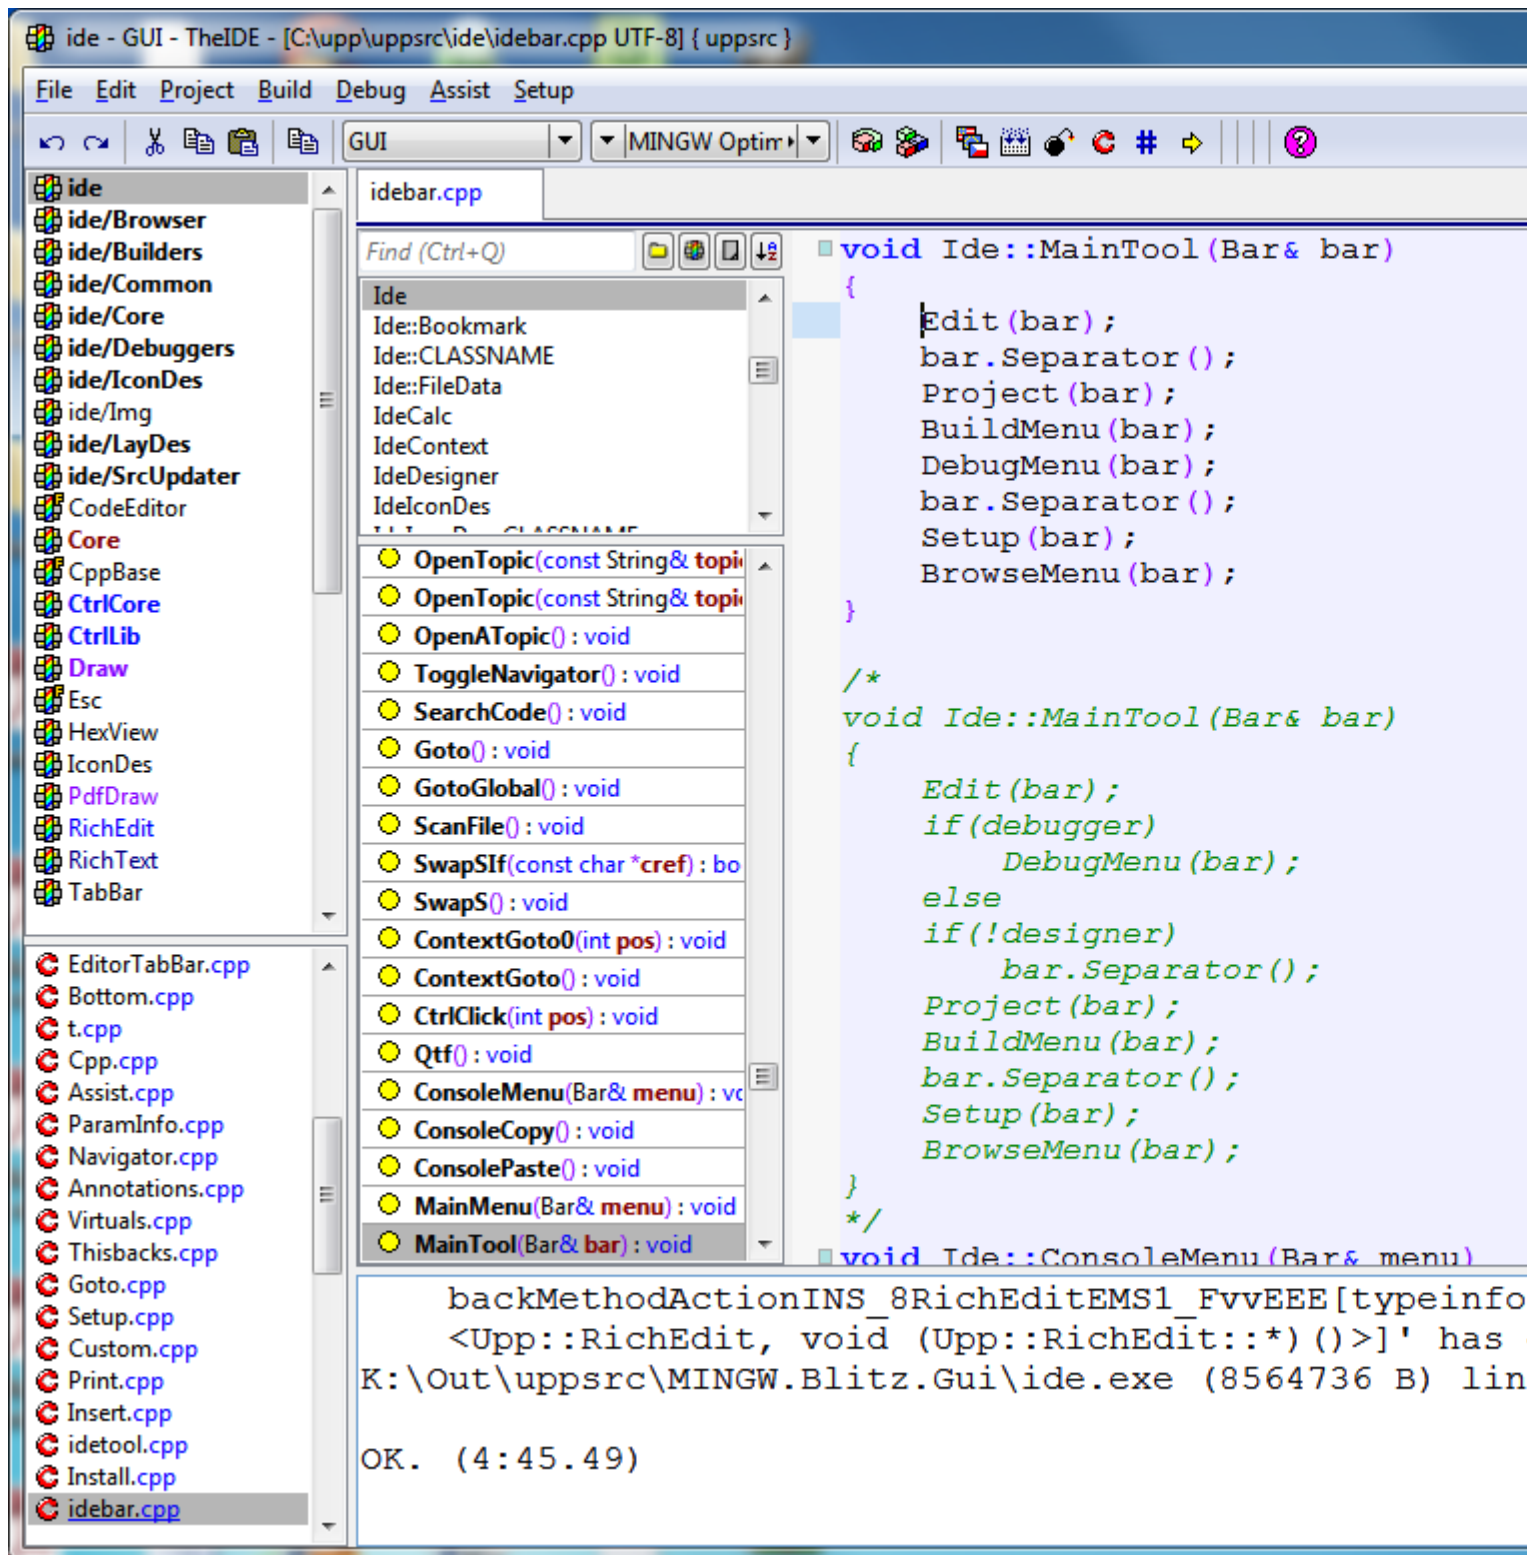 ide - GUI - TheIDE - [C:\upp\uppsrc\ide\idebar.cpp UTF-8] { uppsrc }
File Edit Project Build Debug Assist Setup
GUI MINGW Optim
ide
ide/Browser
ide/Builders
ide/Common
ide/Core
ide/Debuggers
ide/IconDes
ide/Img
ide/LayDes
ide/SrcUpdater
CodeEditor
Core
CppBase
CtrlCore
CtrlLib
Draw
Esc
HexView
IconDes
PdfDraw
RichEdit
RichText
TabBar
EditorTabBar.cpp
Bottom.cpp
t.cpp
Cpp.cpp
Assist.cpp
ParamInfo.cpp
Navigator.cpp
Annotations.cpp
Virtuals.cpp
Thisbacks.cpp
Goto.cpp
Setup.cpp
Custom.cpp
Print.cpp
Insert.cpp
idetool.cpp
Install.cpp
idebar.cpp
idebar.cpp
Find (Ctrl+Q)
Ide
Ide::Bookmark
Ide::CLASSNAME
Ide::FileData
IdeCalc
IdeContext
IdeDesigner
IdeIconDes
OpenTopic(const String& topi
OpenTopic(const String& topi
OpenATopic() : void
ToggleNavigator() : void
SearchCode() : void
Goto() : void
GotoGlobal() : void
ScanFile() : void
SwapSIf(const char *cref) : bo
SwapS() : void
ContextGoto0(int pos) : void
ContextGoto() : void
CtrlClick(int pos) : void
Qtf() : void
ConsoleMenu(Bar& menu) : vo
ConsoleCopy() : void
ConsolePaste() : void
MainMenu(Bar& menu) : void
MainTool(Bar& bar) : void
void Ide::MainTool(Bar& bar)
{
Edit(bar);
bar.Separator();
Project(bar);
BuildMenu(bar);
DebugMenu(bar);
bar.Separator();
Setup(bar);
BrowseMenu(bar);
}
/*
void Ide::MainTool(Bar& bar)
{
Edit(bar);
if(debugger)
DebugMenu(bar);
else
if(!designer)
bar.Separator();
Project(bar);
BuildMenu(bar);
bar.Separator();
Setup(bar);
BrowseMenu(bar);
}
*/
void Ide::ConsoleMenu(Bar& menu)
backMethodActionINS_8RichEditEMS1_FvvEEE[typeinfo
<Upp::RichEdit, void (Upp::RichEdit::*)()>]' has
K:\Out\uppsrc\MINGW.Blitz.Gui\ide.exe (8564736 B) lin
OK. (4:45.49)